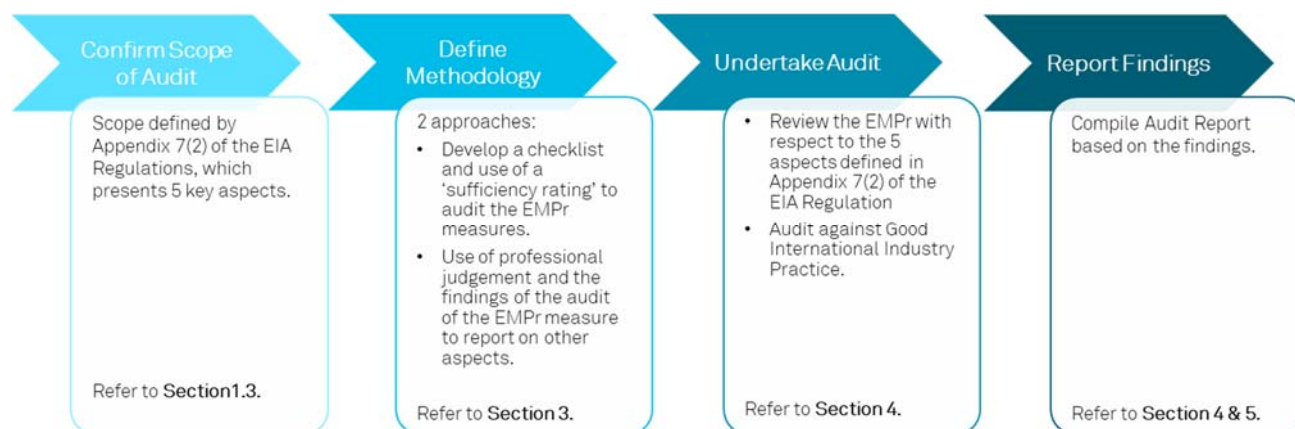 Confirm Scope
of Audit
Scope defined by
Appendix 7(2) of the EIA
Regulations, which
presents 5 key aspects.
Refer to Section1.3.
Define
Methodology
2 approaches:
• Develop a checklist
and use of a
‘sufficiency rating’ to
audit the EMPr
measures.
• Use of professional
judgement and the
findings of the audit
of the EMPr measure
to report on other
aspects.
Refer to Section 3.
Undertake Audit
• Review the EMPr with
respect to the 5
aspects defined in
Appendix 7(2) of the
EIA Regulation
• Audit against Good
International Industry
Practice.
Refer to Section 4.
Report Findings
Compile Audit Report
based on the findings.
Refer to Section 4 & 5.